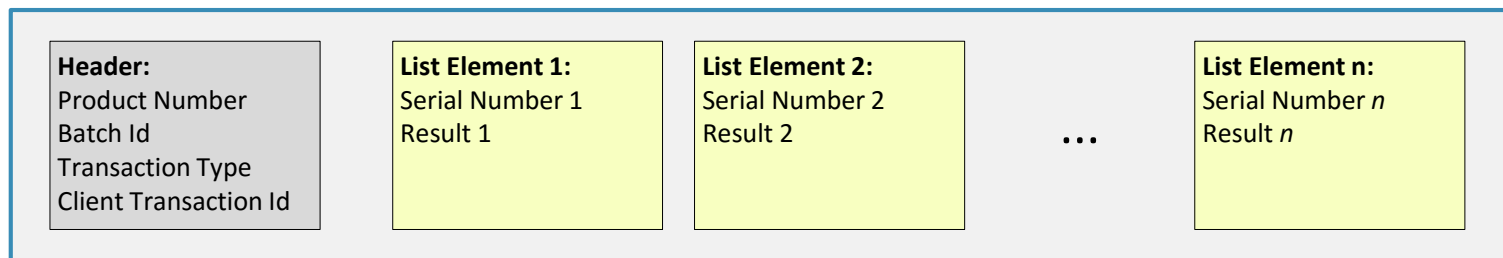 Header:
Product Number
Batch Id
Transaction Type
Client Transaction Id
List Element 1:
Serial Number 1
Result 1
List Element 2:
Serial Number 2
Result 2
...
List Element n:
Serial Number n
Result n